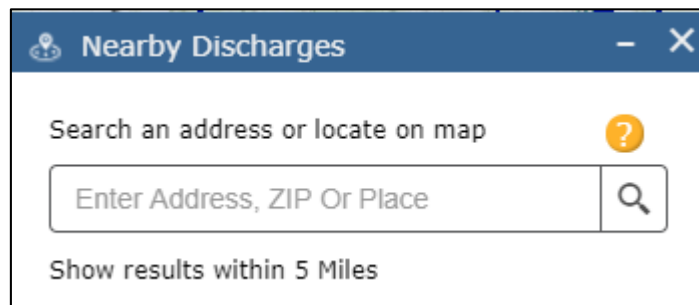 Nearby Discharges
Search an address or locate on map
?
Enter Address, ZIP Or Place
Show results within 5 Miles